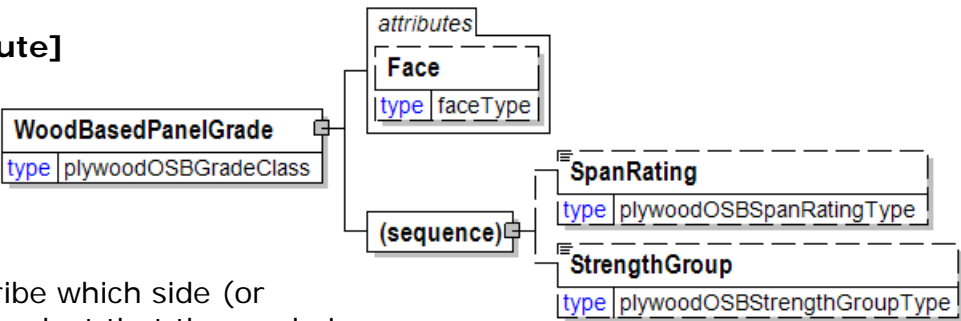 ute]
attributes
Face
type faceType
WoodBasedPanelGrade
type plywoodOSBGradeClass
SpanRating
type plywoodOSBSpanRatingType
(sequence)
StrengthGroup
type plywoodOSBStrengthGroupType
ribe which side (or